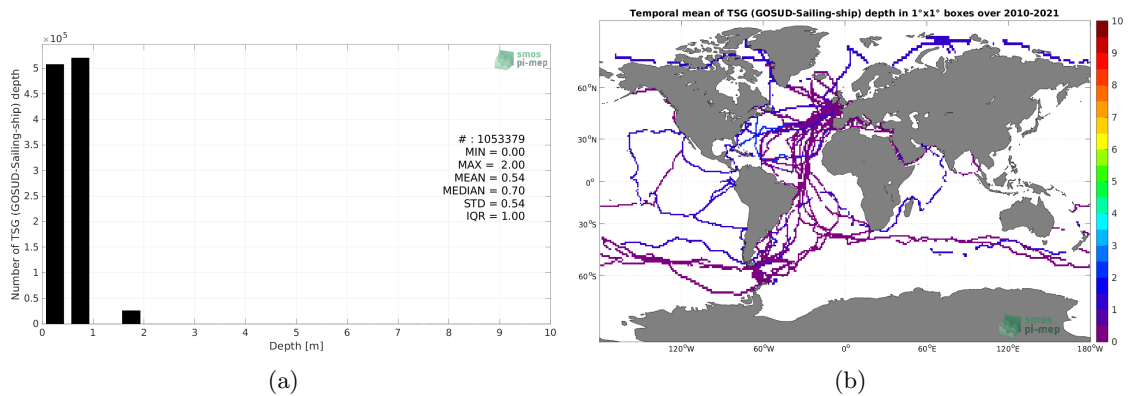 ×10⁵
5
4.5
4
3.5
3
2.5
2
1.5
1
0.5
0
Number of TSG (GOSUD-Sailing-ship) depth
smos
pi-mep
# : 1053379
MIN = 0.00
MAX = 2.00
MEAN = 0.54
MEDIAN = 0.70
STD = 0.54
IQR = 1.00
0 1 2 3 4 5 6 7 8 9 10
Depth [m]
(a)
Temporal mean of TSG (GOSUD-Sailing-ship) depth in 1°x1° boxes over 2010-2021
60°N
30°N
0°
30°S
60°S
120°W 60°W 0° 60°E 120°E 180°W
smos
pi-mep
10
9
8
7
6
5
4
3
2
1
0
(b)